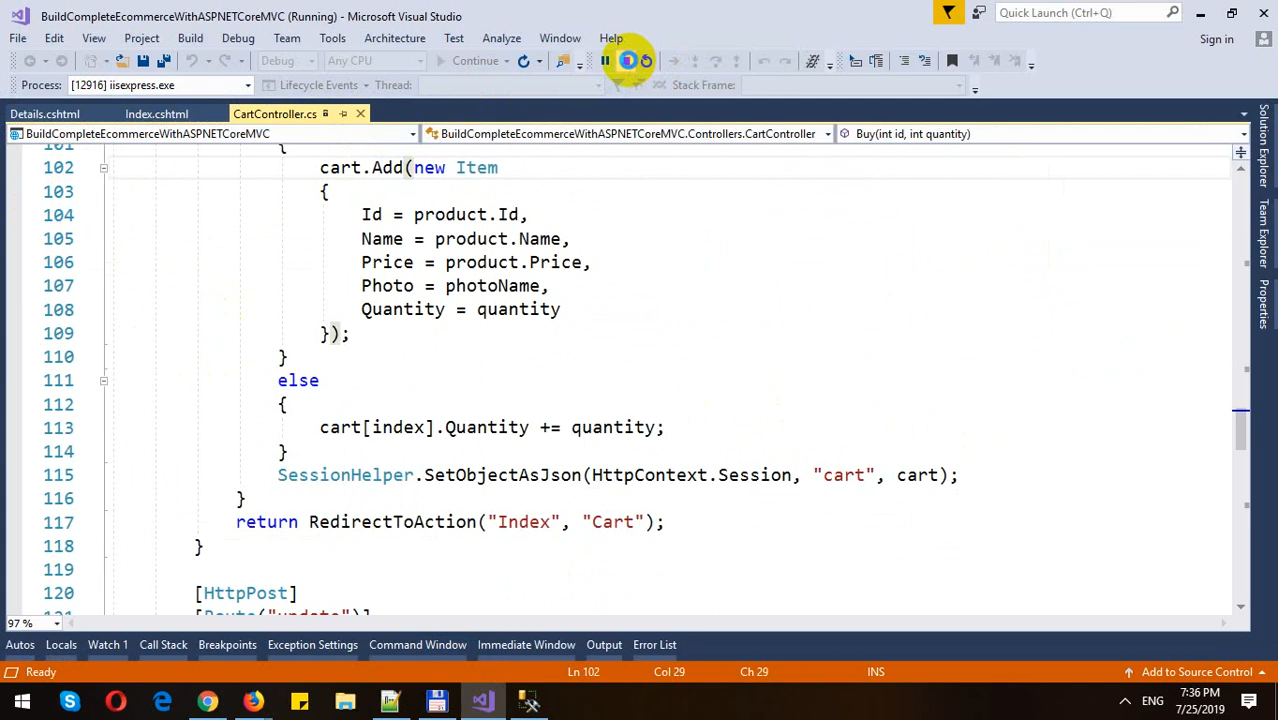 BuildCompleteEcommerceWithASPNETCoreMVC (Running) - Microsoft Visual Studio
Quick Launch (Ctrl+Q)
File Edit View Project Build Debug Team Tools Architecture Test Analyze Window Help
Sign in
Debug Any CPU Continue
Process: [12916] iisexpress.exe Lifecycle Events Thread: Stack Frame:
Details.cshtml Index.cshtml CartController.cs
BuildCompleteEcommerceWithASPNETCoreMVC BuildCompleteEcommerceWithASPNETCoreMVC.Controllers.CartController Buy(int id, int quantity)
101 {
102 cart.Add(new Item
103 {
104 Id = product.Id,
105 Name = product.Name,
106 Price = product.Price,
107 Photo = photoName,
108 Quantity = quantity
109 });
110 }
111 else
112 {
113 cart[index].Quantity += quantity;
114 }
115 SessionHelper.SetObjectAsJson(HttpContext.Session, "cart", cart);
116 }
117 return RedirectToAction("Index", "Cart");
118 }
119
120 [HttpPost]
121 [Route("update")]
Solution Explorer
Team Explorer
Properties
97 %
Autos Locals Watch 1 Call Stack Breakpoints Exception Settings Command Window Immediate Window Output Error List
Ready Ln 102 Col 29 Ch 29 INS Add to Source Control
ENG
7:36 PM
7/25/2019